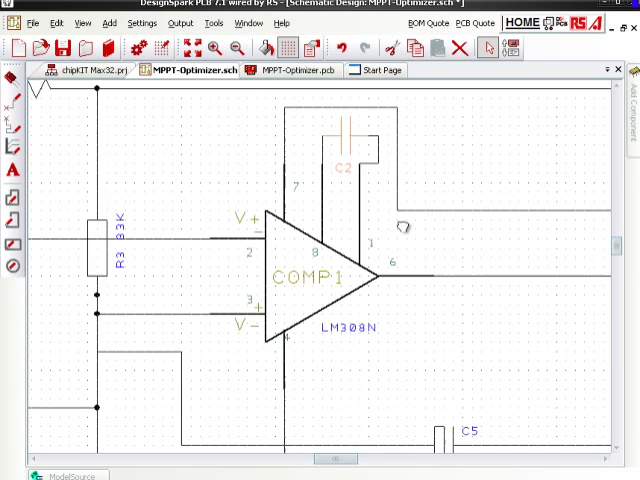 DesignSpark PCB 7.1 wired by RS - [Schematic Design: MPPT-Optimizer.sch *]
File Edit View Add Settings Output Tools Window Help BOM Quote PCB Quote HOME RS A
chipKIT Max32.prj MPPT-Optimizer.sch MPPT-Optimizer.pcb Start Page
Add Component
A
C2
7
V+
R3 33K
2
8
1
6
COMP1
3
V-
4
LM308N
C5
ModelSource